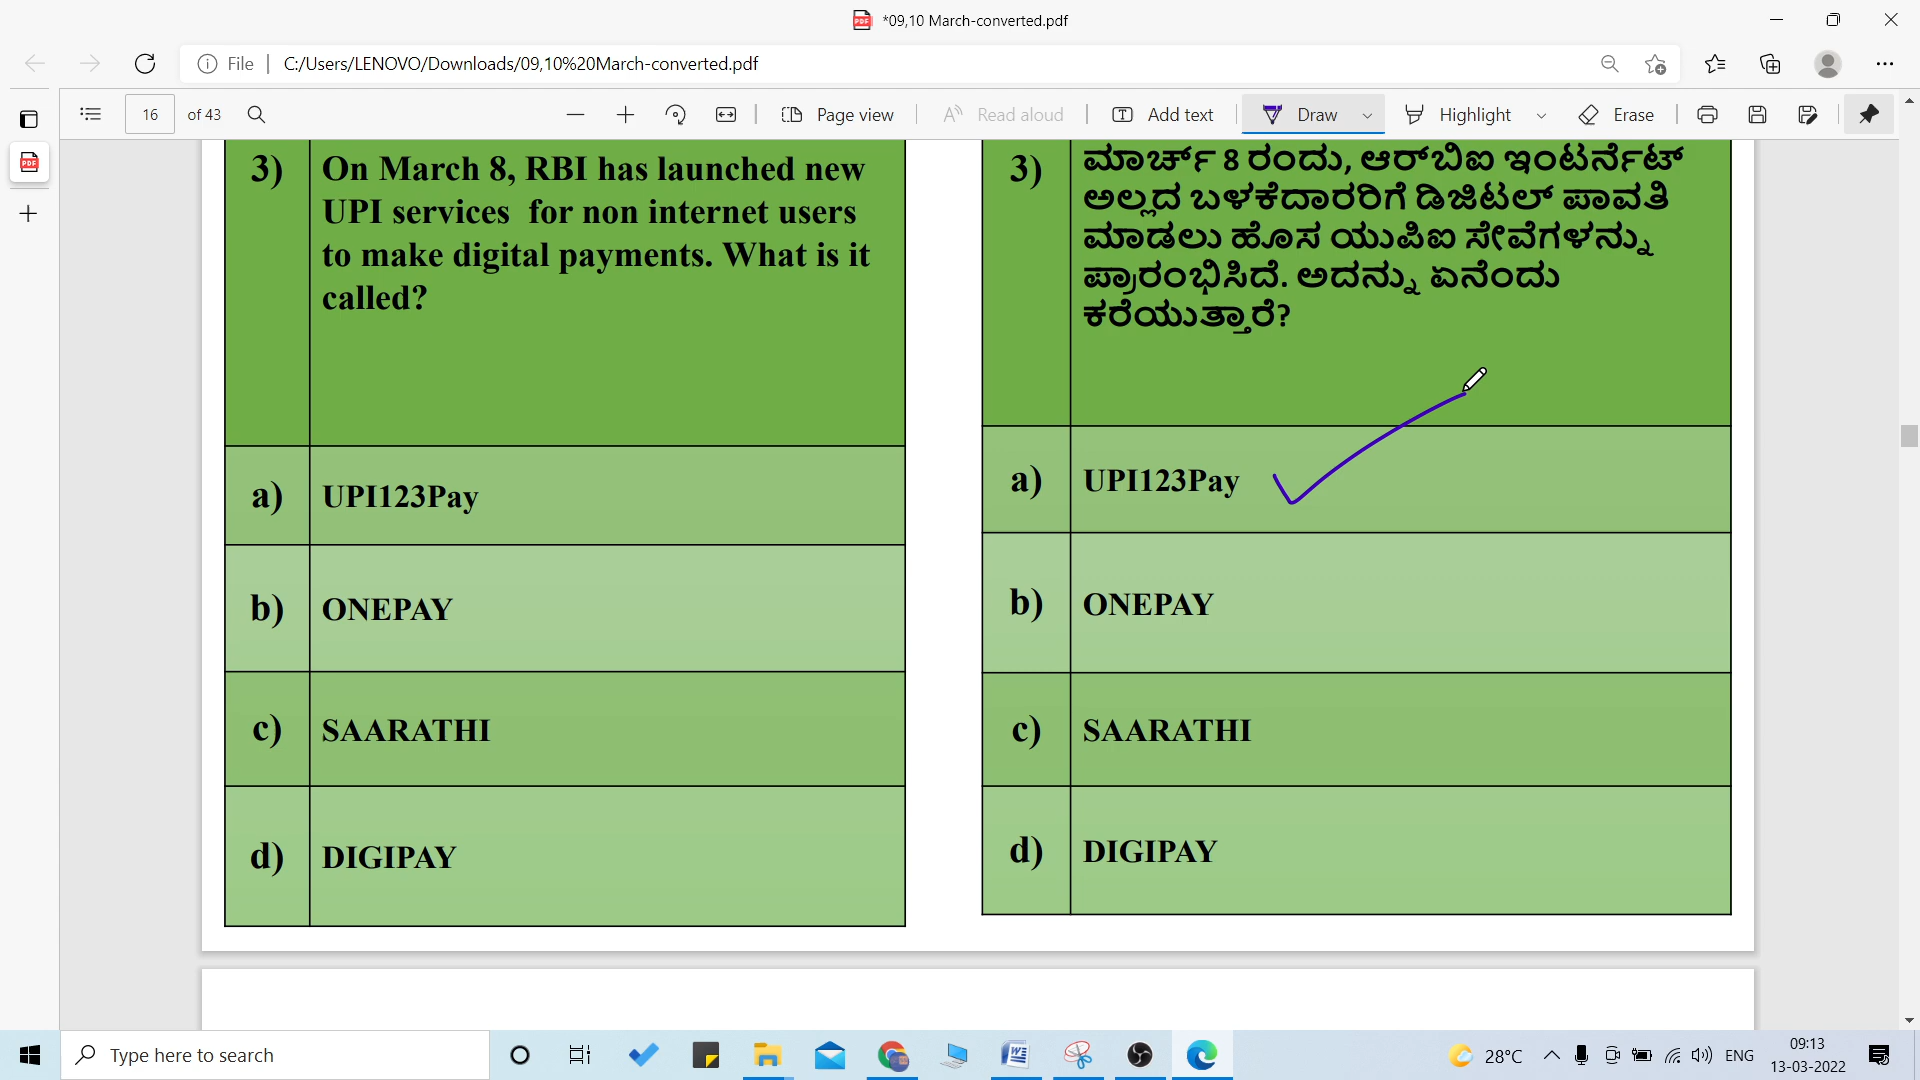 *09,10 March-converted.pdf
File
C:/Users/LENOVO/Downloads/09,10%20March-converted.pdf
16 of 43
Page view
Read aloud
Add text
Draw
Highlight
Erase
3) On March 8, RBI has launched new
UPI services for non internet users
to make digital payments. What is it
called?
a) UPI123Pay
b) ONEPAY
c) SAARATHI
d) DIGIPAY
3) ಮಾರ್ಚ್ 8 ರಂದು, ಆರ್‌ಬಿಐ ಇಂಟರ್ನೆಟ್
ಅಲ್ಲದ ಬಳಕೆದಾರರಿಗೆ ಡಿಜಿಟಲ್ ಪಾವತಿ
ಮಾಡಲು ಹೊಸ ಯುಪಿಐ ಸೇವೆಗಳನ್ನು
ಪ್ರಾರಂಭಿಸಿದೆ. ಅದನ್ನು ಏನೆಂದು
ಕರೆಯುತ್ತಾರೆ?
a) UPI123Pay
b) ONEPAY
c) SAARATHI
d) DIGIPAY
Type here to search
28°C
ENG
09:13
13-03-2022